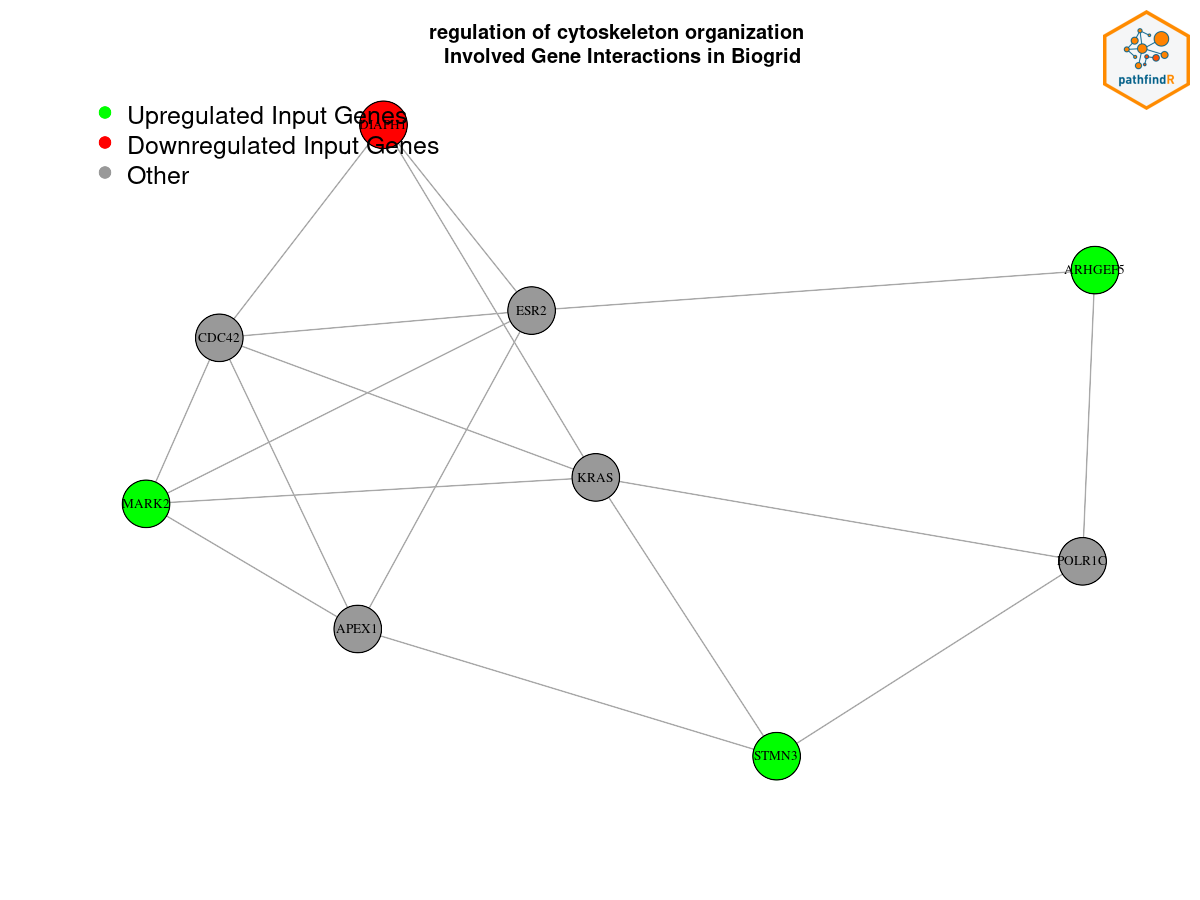 regulation of cytoskeleton organization
Involved Gene Interactions in Biogrid
pathfindR
Upregulated Input Genes
DIAPH1
Downregulated Input Genes
Other
ARHGEF5
ESR2
CDC42
KRAS
MARK2
POLR1C
APEX1
STMN3